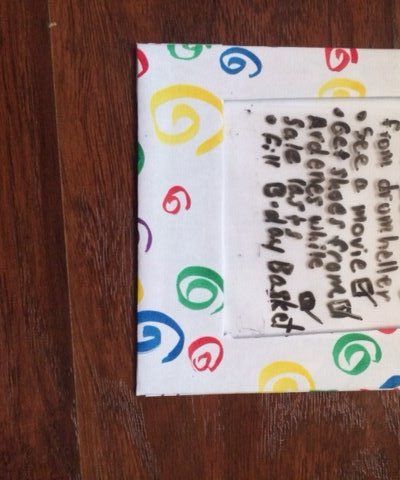 from drumheller
• See a movie
• Get shoes from
Ardenes while
Sale lasts
• Fill B-day Basket